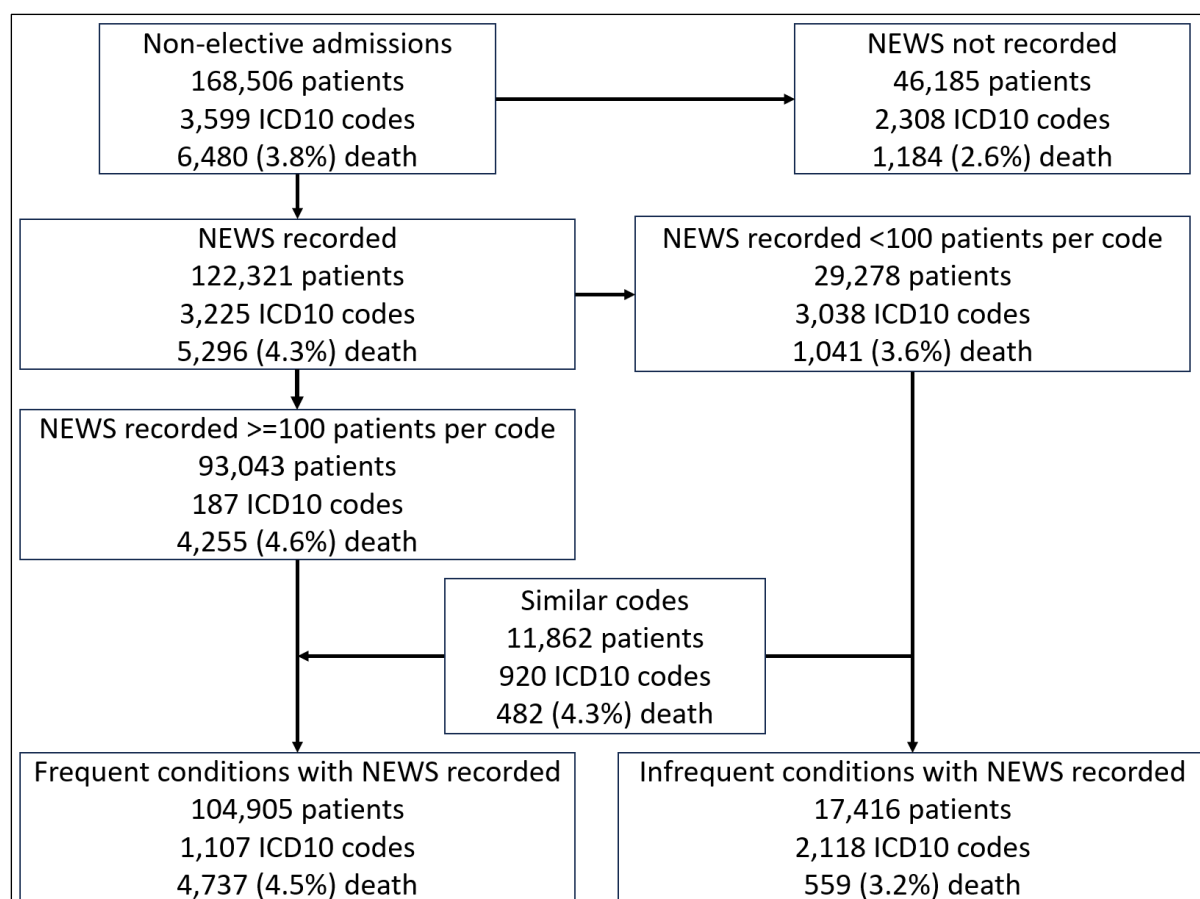 Non-elective admissions
168,506 patients
3,599 ICD10 codes
6,480 (3.8%) death
NEWS not recorded
46,185 patients
2,308 ICD10 codes
1,184 (2.6%) death
NEWS recorded
122,321 patients
3,225 ICD10 codes
5,296 (4.3%) death
NEWS recorded <100 patients per code
29,278 patients
3,038 ICD10 codes
1,041 (3.6%) death
NEWS recorded >=100 patients per code
93,043 patients
187 ICD10 codes
4,255 (4.6%) death
Similar codes
11,862 patients
920 ICD10 codes
482 (4.3%) death
Frequent conditions with NEWS recorded
104,905 patients
1,107 ICD10 codes
4,737 (4.5%) death
Infrequent conditions with NEWS recorded
17,416 patients
2,118 ICD10 codes
559 (3.2%) death